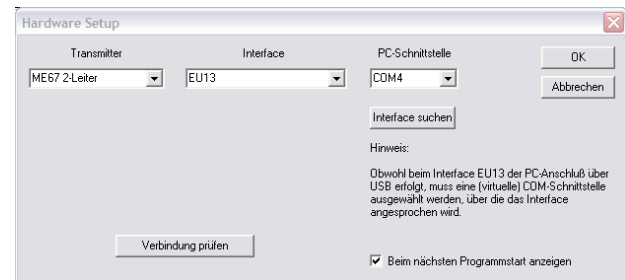 Hardware Setup
Transmitter
Interface
PC-Schnittstelle
OK
ME67 2-Leiter
EU13
COM4
Abbrechen
Interface suchen
Hinweis:
Obwohl beim Interface EU13 der PC-Anschluß über
USB erfolgt, muss eine (virtuelle) COM-Schnittstelle
ausgewählt werden, über die das Interface
angesprochen wird.
Verbindung prüfen
Beim nächsten Programmstart anzeigen